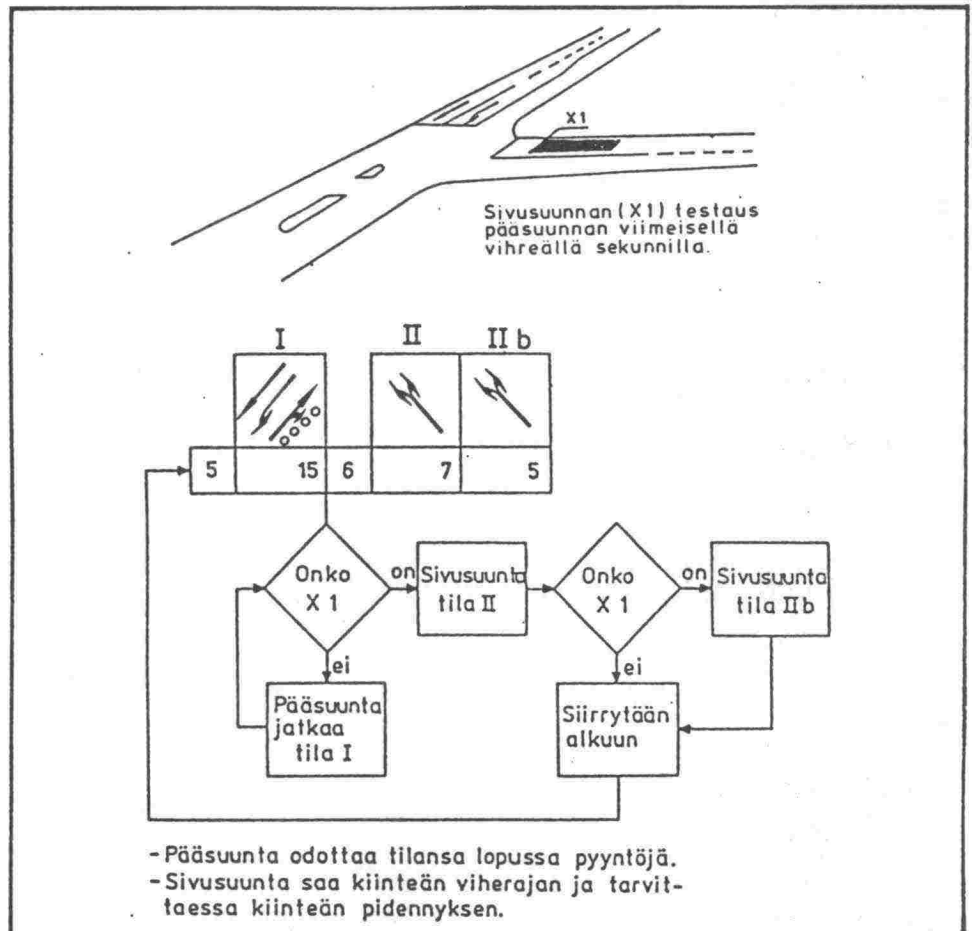 X1
Sivusuunnan (X1) testaus
pääsuunnan viimeisellä
vihreällä sekunnilla.
I II II b
5 15 6 7 5
Onko
X 1
on
Sivusuunta
tila II
Onko
X 1
on
Sivusuunta
tila IIb
ei
Pääsuunta
jatkaa
tila I
ei
Siirrytään
alkuun
- Pääsuunta odottaa tilansa lopussa pyyntöjä.
- Sivusuunta saa kiinteän viherajan ja tarvit-
taessa kiinteän pidennyksen.